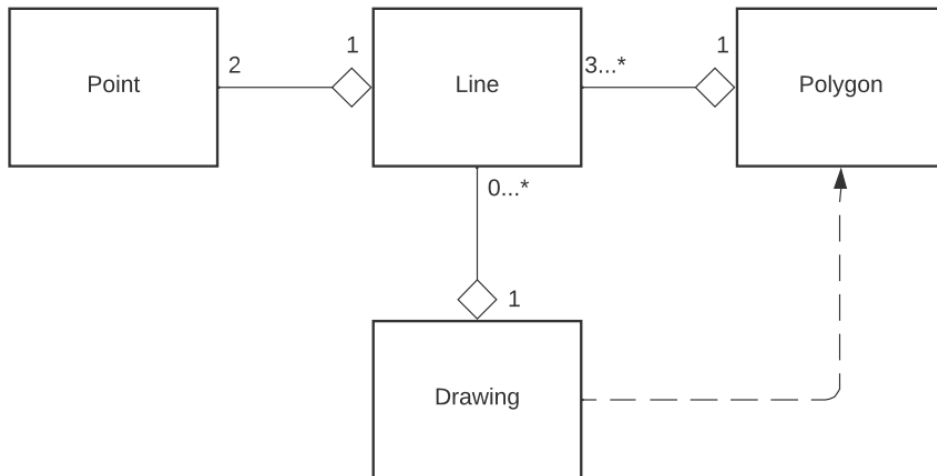 Point
2
1
Line
3...*
1
Polygon
0...*
1
Drawing